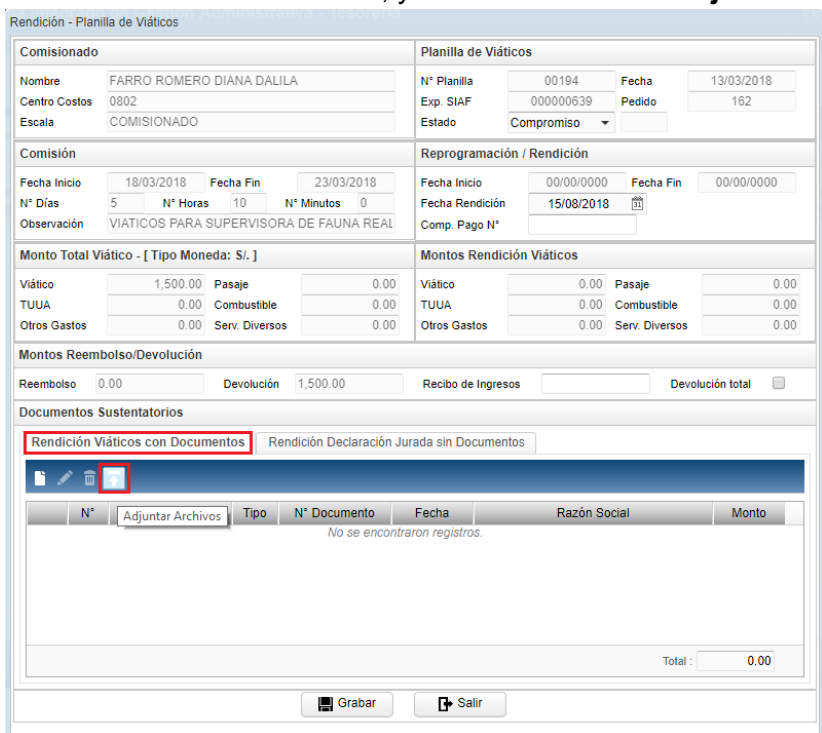 Rendición - Planilla de Viáticos
Comisionado
Nombre FARRO ROMERO DIANA DALILA
Centro Costos 0802
Escala COMISIONADO
Planilla de Viáticos
N° Planilla 00194 Fecha 13/03/2018
Exp. SIAF 000000639 Pedido 162
Estado Compromiso
Comisión
Fecha Inicio 18/03/2018 Fecha Fin 23/03/2018
N° Días 5 N° Horas 10 N° Minutos 0
Observación VIATICOS PARA SUPERVISORA DE FAUNA REAL
Reprogramación / Rendición
Fecha Inicio 00/00/0000 Fecha Fin 00/00/0000
Fecha Rendición 15/08/2018
Comp. Pago N°
Monto Total Viático - [ Tipo Moneda: S/. ]
Viático 1,500.00 Pasaje 0.00
TUUA 0.00 Combustible 0.00
Otros Gastos 0.00 Serv. Diversos 0.00
Montos Rendición Viáticos
Viático 0.00 Pasaje 0.00
TUUA 0.00 Combustible 0.00
Otros Gastos 0.00 Serv. Diversos 0.00
Montos Reembolso/Devolución
Reembolso 0.00 Devolución 1,500.00 Recibo de Ingresos Devolución total
Documentos Sustentatorios
Rendición Viáticos con Documentos Rendición Declaración Jurada sin Documentos
N° Tipo N° Documento Fecha Razón Social Monto
Adjuntar Archivos
No se encontraron registros.
Total : 0.00
Grabar Salir